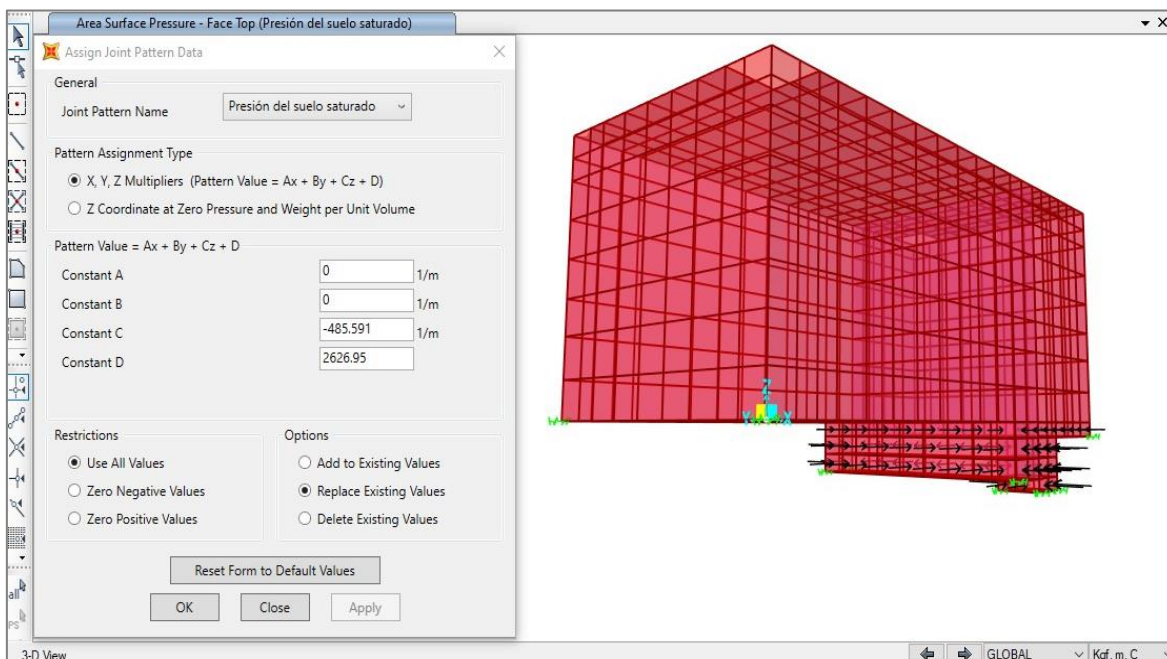 Area Surface Pressure - Face Top (Presión del suelo saturado)
Assign Joint Pattern Data
General
Joint Pattern Name
Presión del suelo saturado
Pattern Assignment Type
X, Y, Z Multipliers (Pattern Value = Ax + By + Cz + D)
Z Coordinate at Zero Pressure and Weight per Unit Volume
Pattern Value = Ax + By + Cz + D
Constant A 0 1/m
Constant B 0 1/m
Constant C -485.591 1/m
Constant D 2626.95
Restrictions
Use All Values
Zero Negative Values
Zero Positive Values
Options
Add to Existing Values
Replace Existing Values
Delete Existing Values
Reset Form to Default Values
OK Close Apply
all
PS
Z
Y X
3-D View
GLOBAL
Kgf, m, C